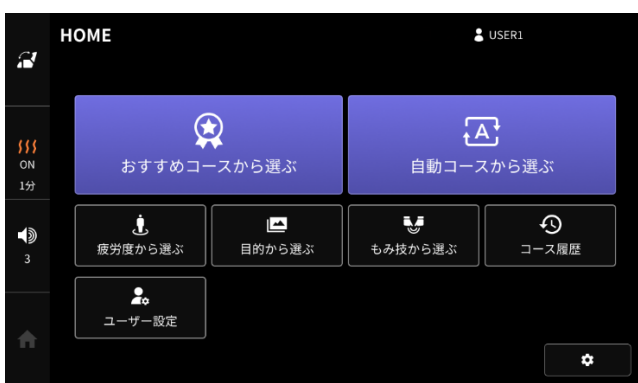 HOME
USER1
ON
1分
3
A
おすすめコースから選ぶ
自動コースから選ぶ
疲労度から選ぶ
目的から選ぶ
もみ技から選ぶ
コース履歴
ユーザー設定